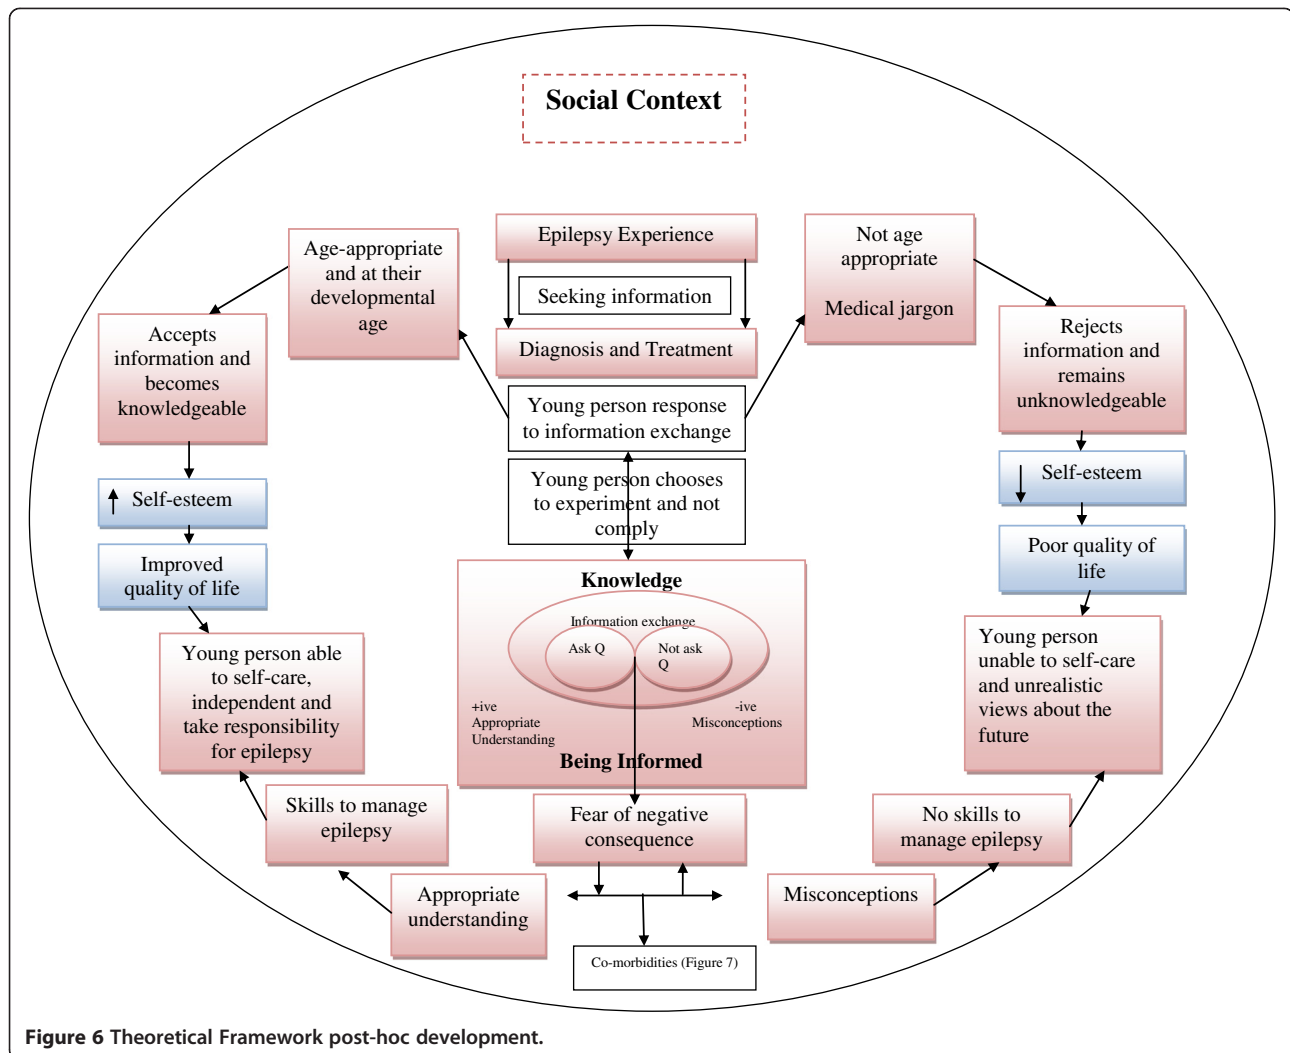 Social Context
Epilepsy Experience
Seeking information
Diagnosis and Treatment
Young person response
to information exchange
Young person chooses
to experiment and not
comply
Age-appropriate
and at their
developmental
age
Accepts
information and
becomes
knowledgeable
Self-esteem
Improved
quality of life
Young person able
to self-care,
independent and
take responsibility
for epilepsy
Skills to manage
epilepsy
Appropriate
understanding
Knowledge
Information exchange
Ask Q
Not ask
Q
+ive
Appropriate
Understanding
-ive
Misconceptions
Being Informed
Fear of negative
consequence
Co-morbidities (Figure 7)
Not age
appropriate
Medical jargon
Rejects
information and
remains
unknowledgeable
Self-esteem
Poor quality of
life
Young person
unable to self-care
and unrealistic
views about the
future
No skills to
manage epilepsy
Misconceptions
Figure 6 Theoretical Framework post-hoc development.